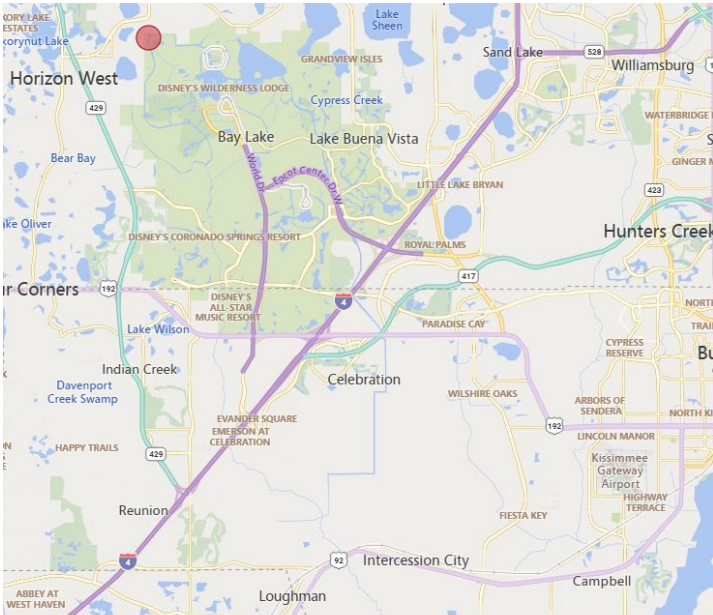 KORY LAKE
ESTATES
korynut Lake
Lake
Sheen
Sand Lake
528
Williamsburg
Horizon West
GRANDVIEW ISLES
DISNEY'S WILDERNESS LODGE
Cypress Creek
429
WATERBRIDGE
Bay Lake
Lake Buena Vista
Bear Bay
World Dr
Epcot Center Dr W
GINGER M
LITTLE LAKE BRYAN
423
ake Oliver
DISNEY'S CORONADO SPRINGS RESORT
ROYAL PALMS
Hunters Creek
417
ur Corners
192
DISNEY'S
ALL-STAR
MUSIC RESORT
4
NORTH
TRAI
Lake Wilson
PARADISE CAY
CYPRESS
RESERVE
Bu
Indian Creek
Celebration
Davenport
Creek Swamp
WILSHIRE OAKS
ARBORS OF
SENDERA
NORTH KI
EVANDER SQUARE
EMERSON AT
CELEBRATION
192
LINCOLN MANOR
HAPPY TRAILS
429
Kissimmee
Gateway
Airport
HIGHWAY
TERRACE
Reunion
FIESTA KEY
4
92
Intercession City
Campbell
ABBEY AT
WEST HAVEN
Loughman